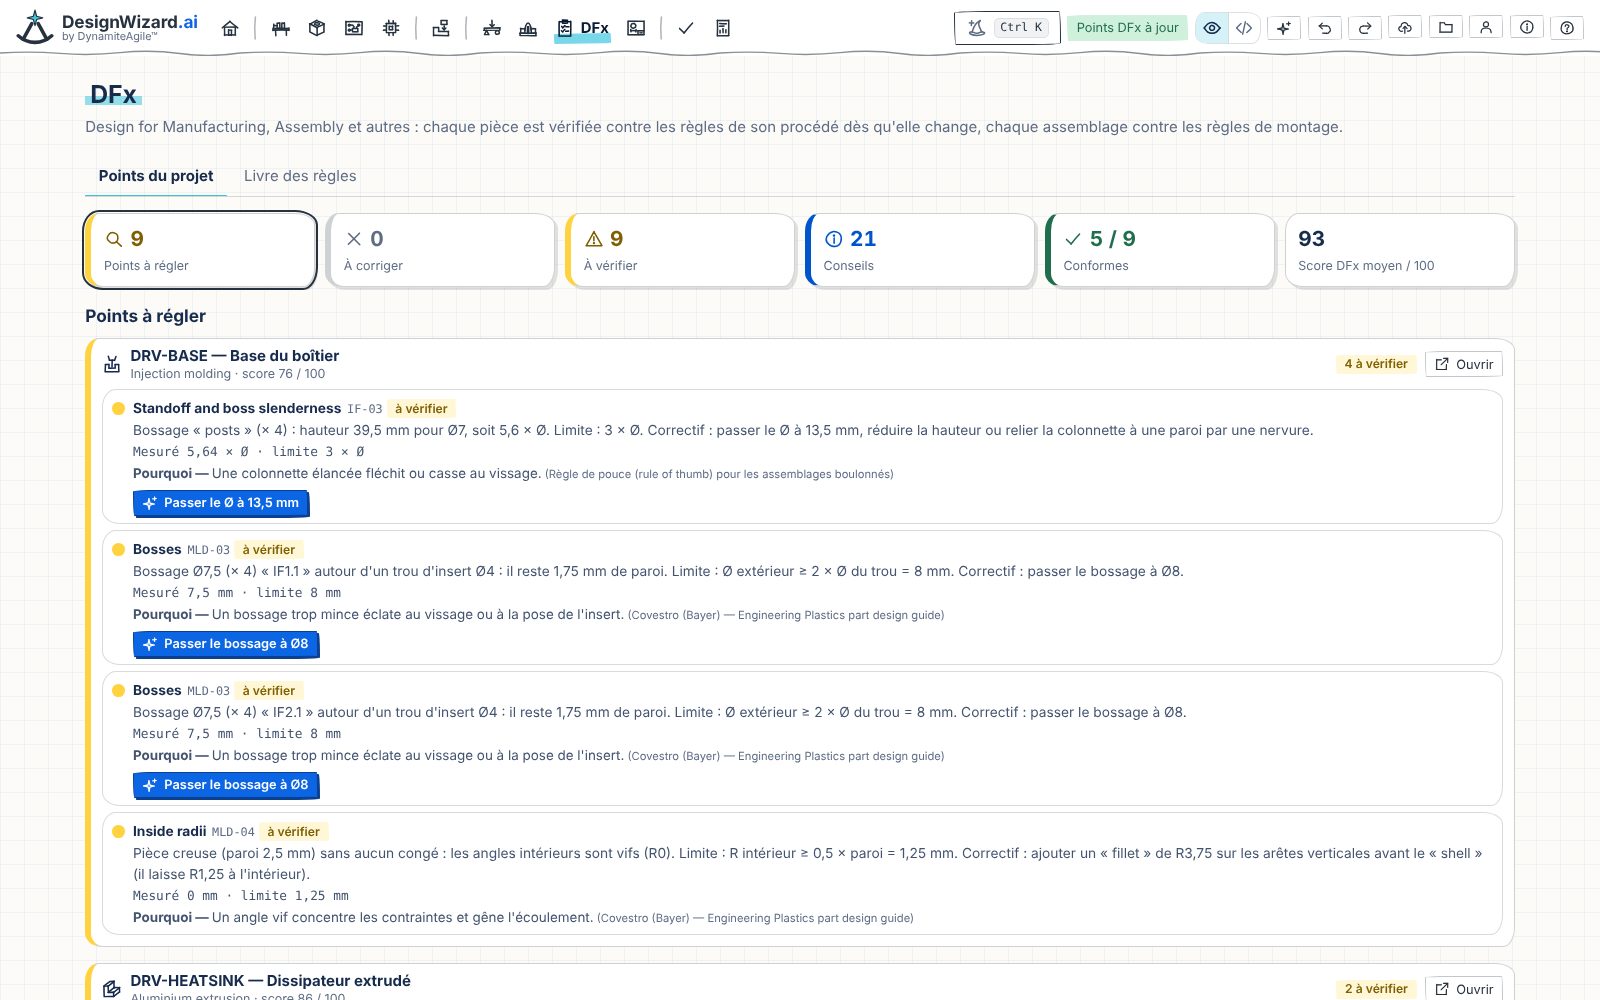 DesignWizard.ai
by DynamiteAgile™
DFx
Ctrl K
Points DFx à jour
DFx
Design for Manufacturing, Assembly et autres : chaque pièce est vérifiée contre les règles de son procédé dès qu'elle change, chaque assemblage contre les règles de montage.
Points du projet
Livre des règles
9
Points à régler
0
À corriger
9
À vérifier
21
Conseils
5 / 9
Conformes
93
Score DFx moyen / 100
Points à régler
DRV-BASE — Base du boîtier
Injection molding · score 76 / 100
4 à vérifier
Ouvrir
Standoff and boss slenderness IF-03 à vérifier
Bossage « posts » (× 4) : hauteur 39,5 mm pour Ø7, soit 5,6 × Ø. Limite : 3 × Ø. Correctif : passer le Ø à 13,5 mm, réduire la hauteur ou relier la colonnette à une paroi par une nervure.
Mesuré 5,64 × Ø · limite 3 × Ø
Pourquoi — Une colonnette élancée fléchit ou casse au vissage. (Règle de pouce (rule of thumb) pour les assemblages boulonnés)
Passer le Ø à 13,5 mm
Bosses MLD-03 à vérifier
Bossage Ø7,5 (× 4) « IF1.1 » autour d'un trou d'insert Ø4 : il reste 1,75 mm de paroi. Limite : Ø extérieur ≥ 2 × Ø du trou = 8 mm. Correctif : passer le bossage à Ø8.
Mesuré 7,5 mm · limite 8 mm
Pourquoi — Un bossage trop mince éclate au vissage ou à la pose de l'insert. (Covestro (Bayer) — Engineering Plastics part design guide)
Passer le bossage à Ø8
Bosses MLD-03 à vérifier
Bossage Ø7,5 (× 4) « IF2.1 » autour d'un trou d'insert Ø4 : il reste 1,75 mm de paroi. Limite : Ø extérieur ≥ 2 × Ø du trou = 8 mm. Correctif : passer le bossage à Ø8.
Mesuré 7,5 mm · limite 8 mm
Pourquoi — Un bossage trop mince éclate au vissage ou à la pose de l'insert. (Covestro (Bayer) — Engineering Plastics part design guide)
Passer le bossage à Ø8
Inside radii MLD-04 à vérifier
Pièce creuse (paroi 2,5 mm) sans aucun congé : les angles intérieurs sont vifs (R0). Limite : R intérieur ≥ 0,5 × paroi = 1,25 mm. Correctif : ajouter un « fillet » de R3,75 sur les arêtes verticales avant le « shell »
(il laisse R1,25 à l'intérieur).
Mesuré 0 mm · limite 1,25 mm
Pourquoi — Un angle vif concentre les contraintes et gêne l'écoulement. (Covestro (Bayer) — Engineering Plastics part design guide)
DRV-HEATSINK — Dissipateur extrudé
Aluminium extrusion · score 86 / 100
2 à vérifier
Ouvrir